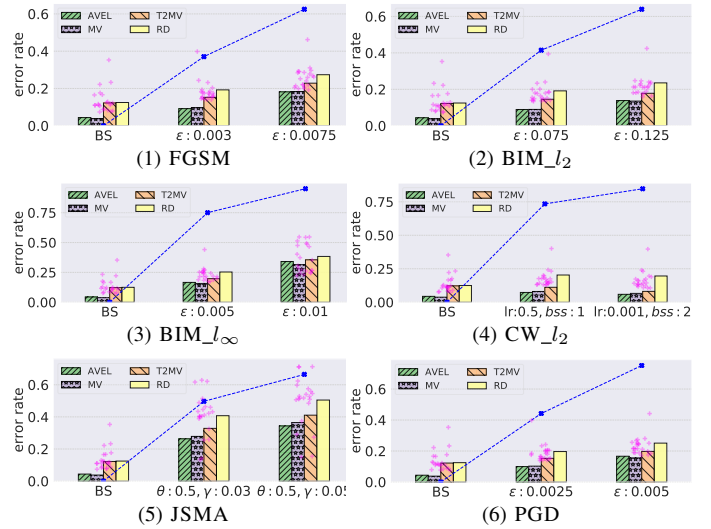 AVEL T2MV
MV RD
error rate
0.6
0.4
0.2
0.0
BS ε:0.003 ε:0.0075
(1) FGSM
AVEL T2MV
MV RD
error rate
0.6
0.4
0.2
0.0
BS ε:0.075 ε:0.125
(2) BIM_l₂
AVEL T2MV
MV RD
error rate
0.75
0.50
0.25
0.00
BS ε:0.005 ε:0.01
(3) BIM_l∞
AVEL T2MV
MV RD
error rate
0.75
0.50
0.25
0.00
BS lr:0.5, bss:1 lr:0.001, bss:2
(4) CW_l₂
AVEL T2MV
MV RD
error rate
0.6
0.4
0.2
0.0
BS θ:0.5, γ:0.03 θ:0.5, γ:0.05
(5) JSMA
AVEL T2MV
MV RD
error rate
0.6
0.4
0.2
0.0
BS ε:0.0025 ε:0.005
(6) PGD